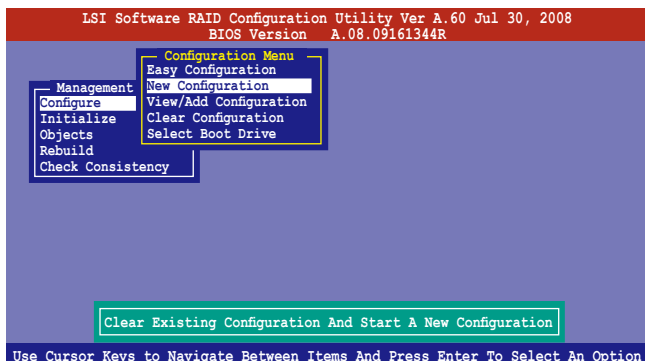 LSI Software RAID Configuration Utility Ver A.60 Jul 30, 2008
BIOS Version A.08.09161344R
Configuration Menu
Easy Configuration
New Configuration
View/Add Configuration
Clear Configuration
Select Boot Drive
Management
Configure
Initialize
Objects
Rebuild
Check Consistency
Clear Existing Configuration And Start A New Configuration
Use Cursor Keys to Navigate Between Items And Press Enter To Select An Option